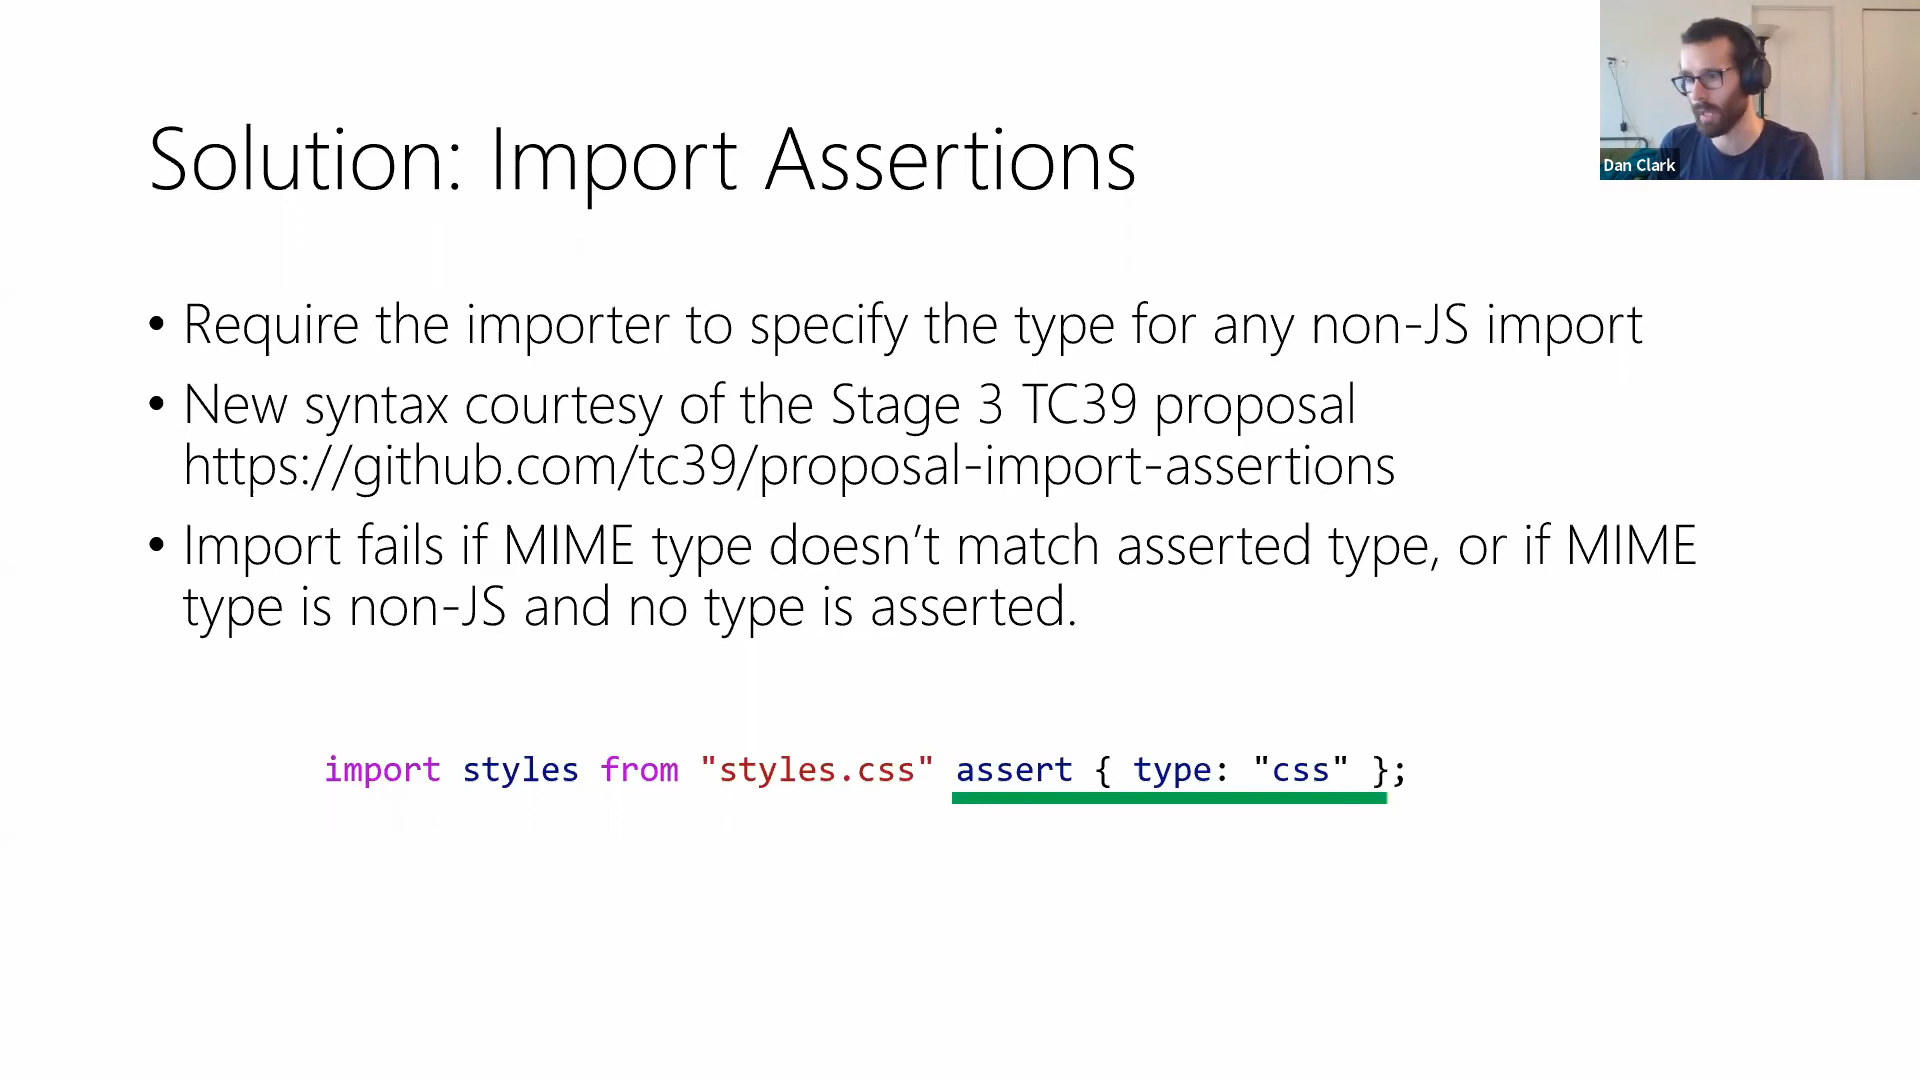 Dan Clark
Solution: Import Assertions
• Require the importer to specify the type for any non-JS import
• New syntax courtesy of the Stage 3 TC39 proposal
https://github.com/tc39/proposal-import-assertions
• Import fails if MIME type doesn’t match asserted type, or if MIME
type is non-JS and no type is asserted.
import styles from "styles.css" assert { type: "css" };